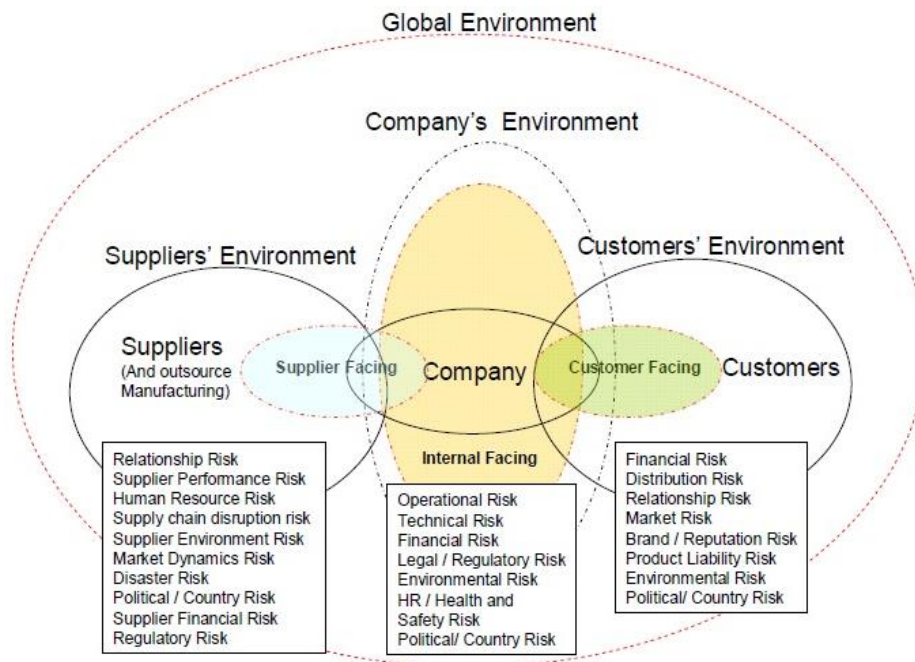 Global Environment
Company's Environment
Suppliers' Environment
Customers' Environment
Suppliers
(And outsource
Manufacturing)
Supplier Facing
Company
Customer Facing
Customers
Internal Facing
Relationship Risk
Supplier Performance Risk
Human Resource Risk
Supply chain disruption risk
Supplier Environment Risk
Market Dynamics Risk
Disaster Risk
Political / Country Risk
Supplier Financial Risk
Regulatory Risk
Operational Risk
Technical Risk
Financial Risk
Legal / Regulatory Risk
Environmental Risk
HR / Health and
Safety Risk
Political/ Country Risk
Financial Risk
Distribution Risk
Relationship Risk
Market Risk
Brand / Reputation Risk
Product Liability Risk
Environmental Risk
Political/ Country Risk